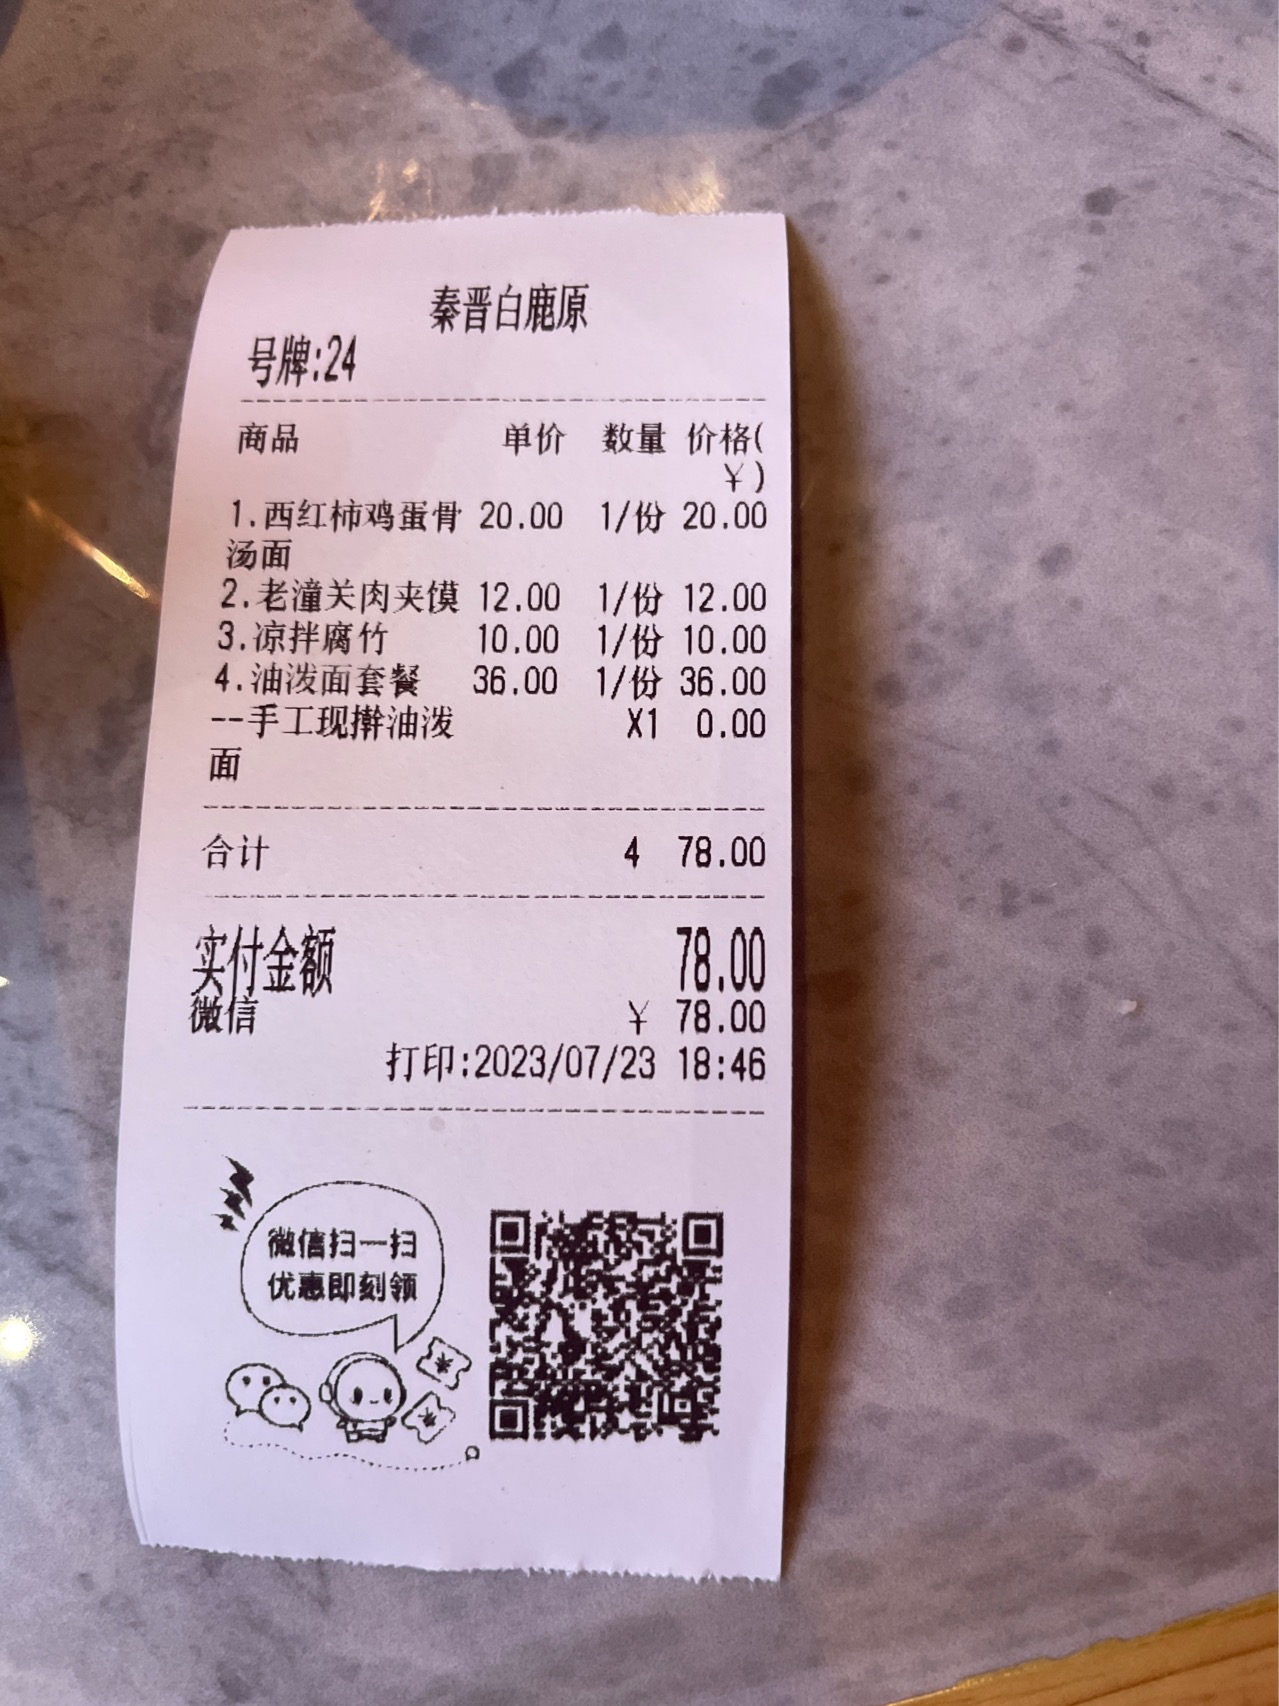 秦晋白鹿原
号牌:24
商品 单价 数量 价格(
¥)
1.西红柿鸡蛋骨 20.00 1/份 20.00
汤面
2.老潼关肉夹馍 12.00 1/份 12.00
3.凉拌腐竹 10.00 1/份 10.00
4.油泼面套餐 36.00 1/份 36.00
--手工现擀油泼 X1 0.00
面
合计 4 78.00
实付金额 78.00
微信 ¥ 78.00
打印:2023/07/23 18:46
微信扫一扫
优惠即刻领